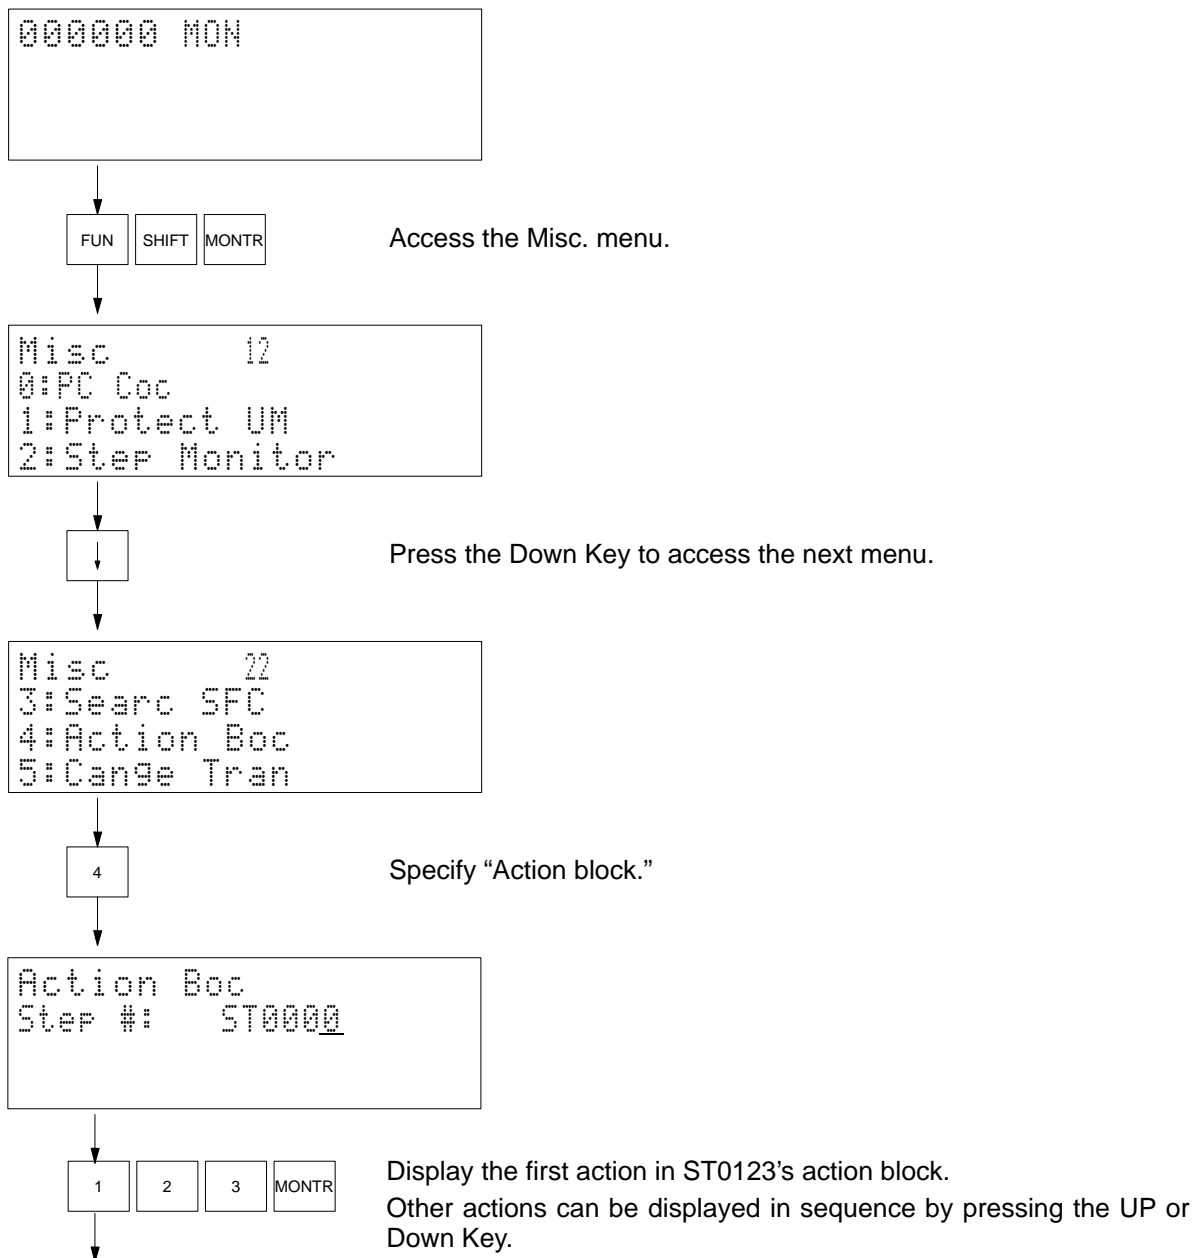 000000 MON
FUN SHIFT MONTR Access the Misc. menu.
Misc 12
0:PC Coc
1:Protect UM
2:Step Monitor
Press the Down Key to access the next menu.
Misc 22
3:Searc SFC
4:Action Boc
5:Cange Tran
4 Specify “Action block.”
Action Boc
Step #: ST0000
1 2 3 MONTR Display the first action in ST0123’s action block.
Other actions can be displayed in sequence by pressing the UP or
Down Key.